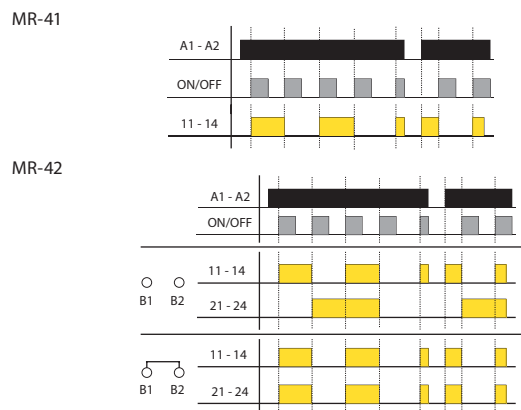 MR-41
A1 - A2
ON/OFF
11 - 14
MR-42
A1 - A2
ON/OFF
11 - 14
B1 B2 21 - 24
11 - 14
B1 B2 21 - 24